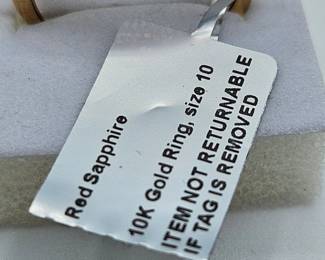 Red Sapphire
10K Gold Ring, size 10
ITEM NOT RETURNABLE
IF TAG IS REMOVED